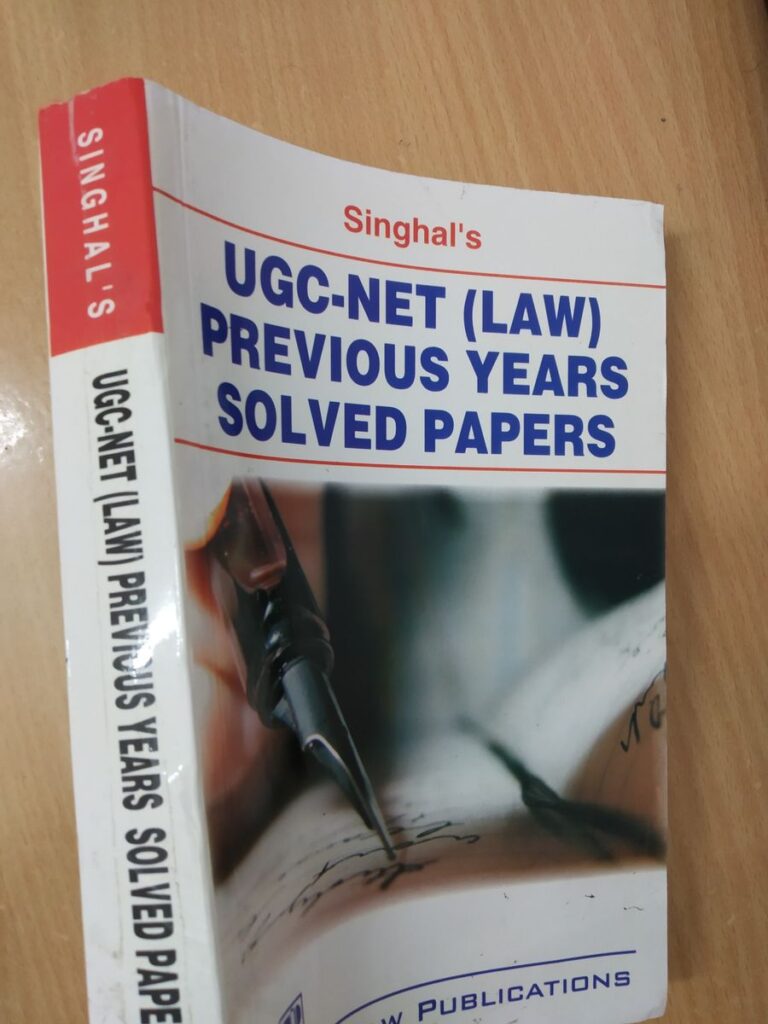 SINGHAL'S
UGC-NET (LAW) PREVIOUS YEARS SOLVED PAPE
Singhal's
UGC-NET (LAW)
PREVIOUS YEARS
SOLVED PAPERS
PUBLICATIONS